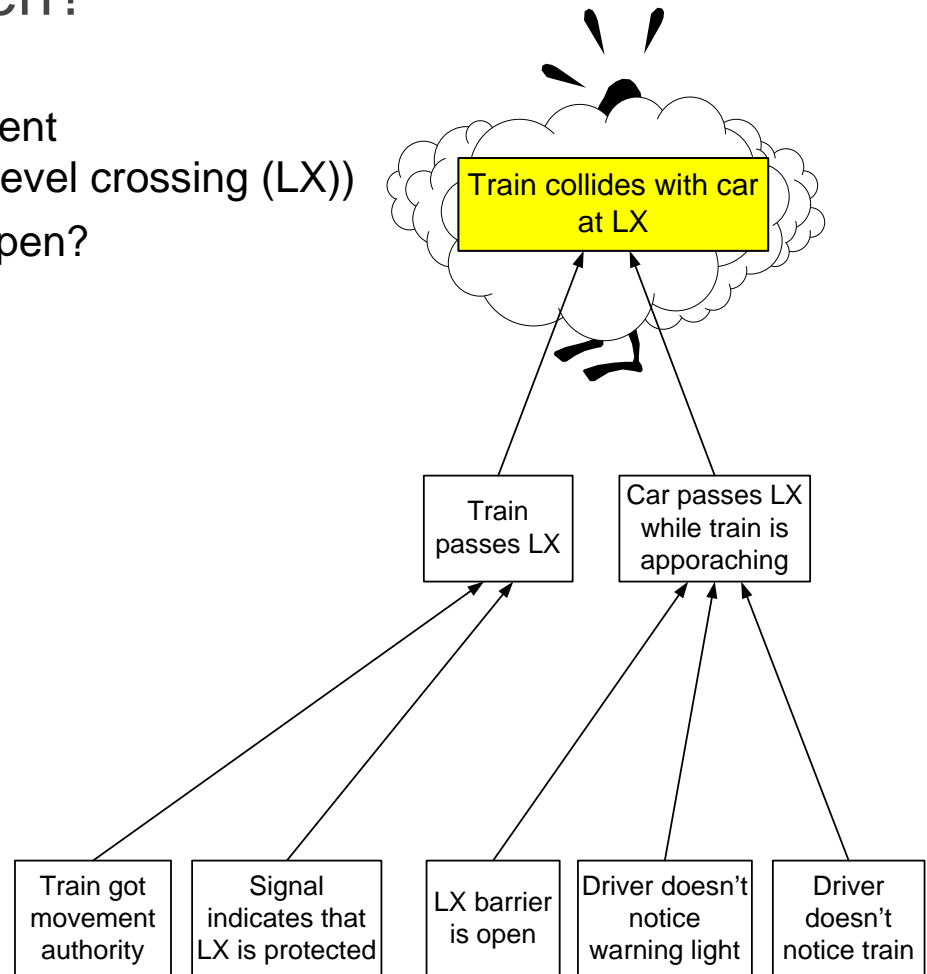 en?
ent
evel crossing (LX))
pen?
Train collides with car
at LX
Train
passes LX
Car passes LX
while train is
apporaching
Train got
movement
authority
Signal
indicates that
LX is protected
LX barrier
is open
Driver doesn't
notice
warning light
Driver
doesn't
notice train